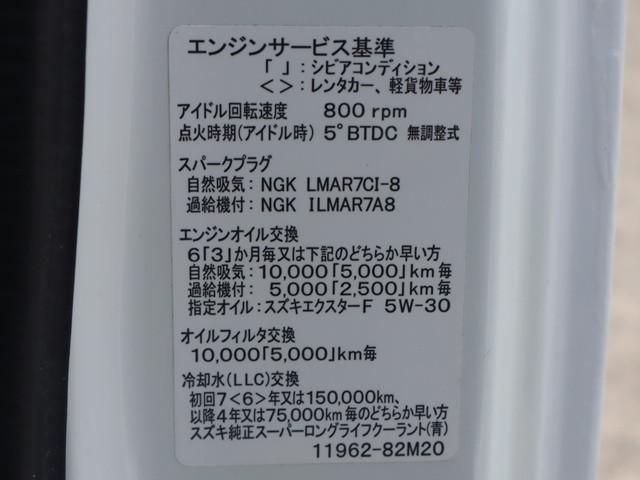 エンジンサービス基準
「 」：シビアコンディション
＜＞：レンタカー、軽貨物車等
アイドル回転速度 800 rpm
点火時期(アイドル時) 5°BTDC 無調整式
スパークプラグ
自然吸気：NGK LMAR7CI-8
過給機付：NGK ILMAR7A8
エンジンオイル交換
6「3」か月毎又は下記のどちらか早い方
自然吸気：10,000「5,000」km毎
過給機付： 5,000「2,500」km毎
指定オイル：スズキエクスターF 5W-30
オイルフィルタ交換
10,000「5,000」km毎
冷却水(LLC)交換
初回7＜6＞年又は150,000km、
以降4年又は75,000km毎のどちらか早い方
スズキ純正スーパーロングライフクーラント(青)
11962-82M20